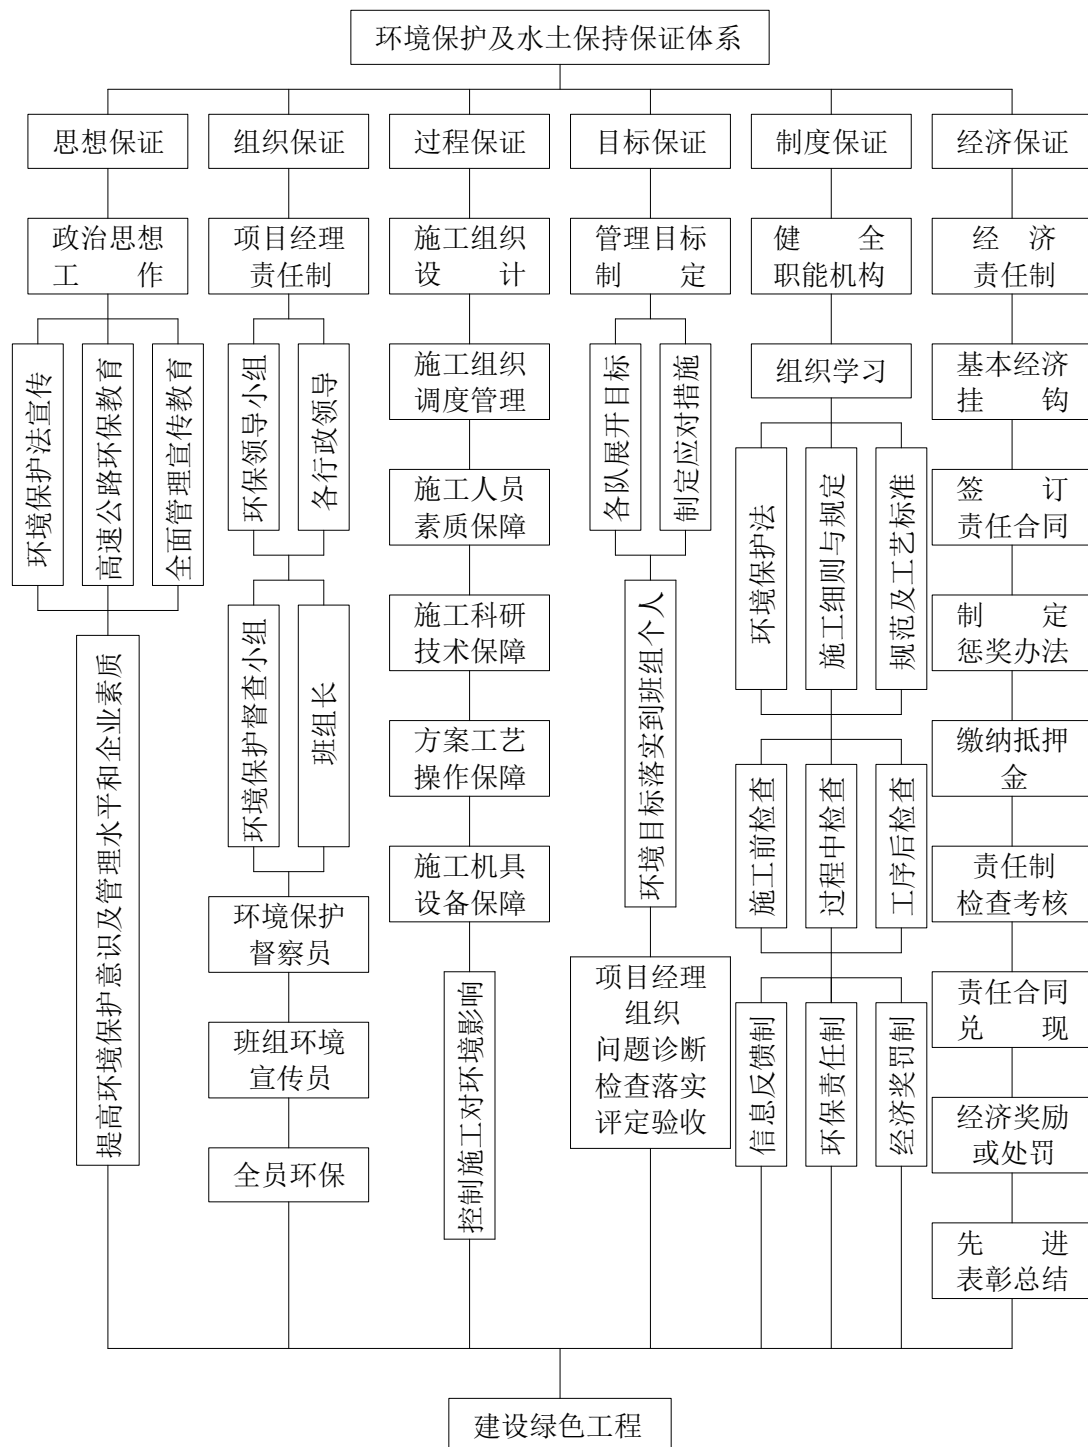 环境保护及水土保持保证体系
思想保证
组织保证
过程保证
目标保证
制度保证
经济保证
政治思想
工 作
项目经理
责任制
施工组织
设 计
管理目标
制 定
健 全
职能机构
经 济
责任制
环境保护法宣传
高速公路环保教育
全面管理宣传教育
环保领导小组
各行政领导
施工组织
调度管理
各队展开目标
制定应对措施
组织学习
基本经济
挂 钩
施工人员
素质保障
环境保护法
施工细则与规定
规范及工艺标准
签 订
责任合同
提高环境保护意识及管理水平和企业素质
环境保护督查小组
班组长
施工科研
技术保障
环境目标落实到班组个人
制 定
惩奖办法
方案工艺
操作保障
施工前检查
过程中检查
工序后检查
缴纳抵押
金
施工机具
设备保障
责任制
检查考核
环境保护
督察员
控制施工对环境影响
项目经理
组织
问题诊断
检查落实
评定验收
信息反馈制
环保责任制
经济奖罚制
责任合同
兑 现
班组环境
宣传员
经济奖励
或处罚
全员环保
先 进
表彰总结
建设绿色工程